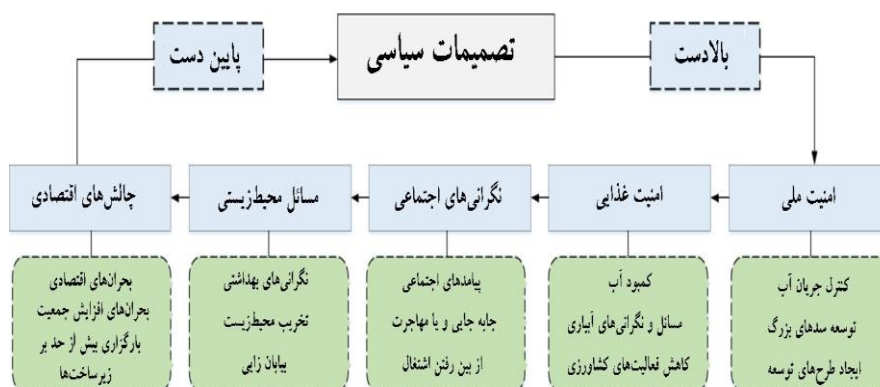 تصمیمات سیاسی
بالادست
پایین دست
امنیت ملی
امنیت غذایی
نگرانی‌های اجتماعی
مسائل محیط‌زیستی
چالش‌های اقتصادی
کنترل جریان آب
توسعه سدهای بزرگ
ایجاد طرح‌های توسعه
کمبود آب
مسائل و نگرانی‌های آبیاری
کاهش فعالیت‌های کشاورزی
پیامدهای اجتماعی
جابه جایی و یا مهاجرت
از بین رفتن اشتغال
نگرانی‌های بهداشتی
تخریب محیط‌زیست
بیابان زایی
بحران‌های اقتصادی
بحران‌های افزایش جمعیت
بارگزاری بیش از حد بر
زیرساخت‌ها